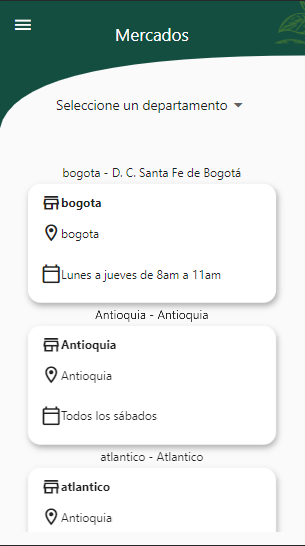 Mercados
Seleccione un departamento
bogota - D. C. Santa Fe de Bogotá
bogota
bogota
Lunes a jueves de 8am a 11am
Antioquia - Antioquia
Antioquia
Antioquia
Todos los sábados
atlantico - Atlantico
atlantico
Antioquia